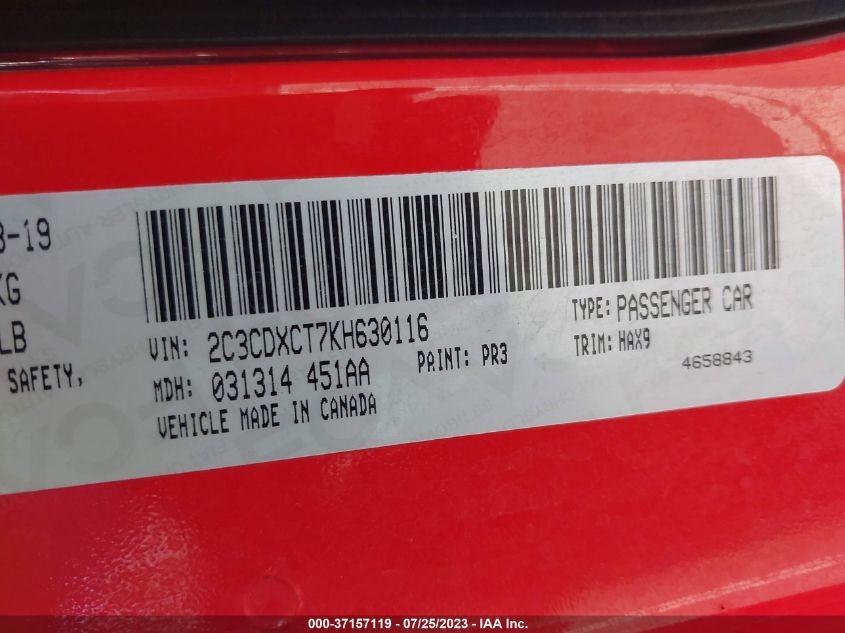 3-19
KG
LB
SAFETY,
VIN: 2C3CDXCT7KH630116
TYPE: PASSENGER CAR
MDH: 031314 451AA
PAINT: PR3
TRIM: HAX9
VEHICLE MADE IN CANADA
4658843
000-37157119 - 07/25/2023 - IAA Inc.